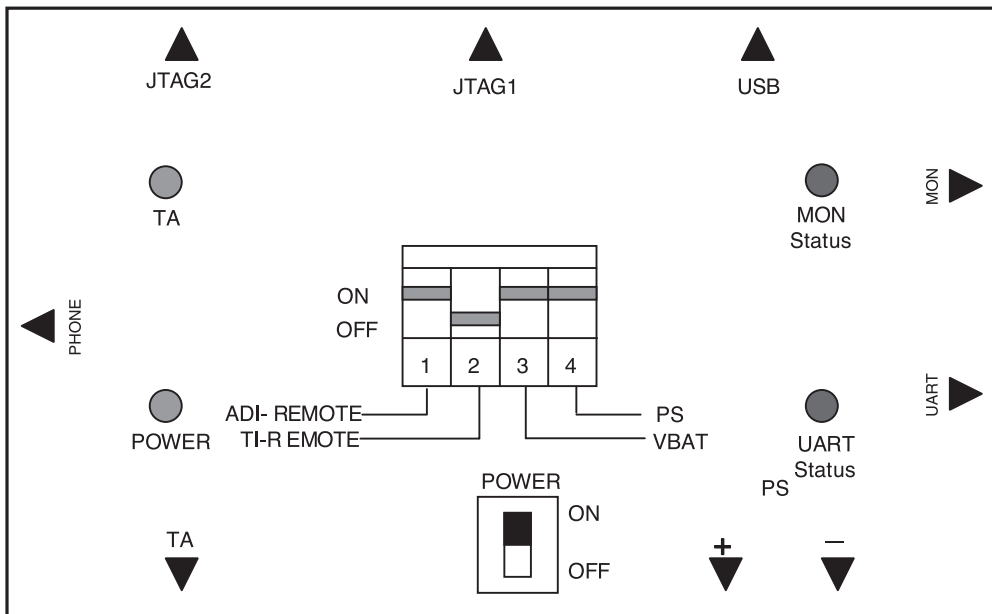 JTAG2
JTAG1
USB
TA
MON
Status
MON
ON
OFF
PHONE
1 2 3 4
ADI- REMOTE
TI-R EMOTE
PS
VBAT
POWER
UART
Status
UART
PS
POWER
ON
OFF
TA
+ –